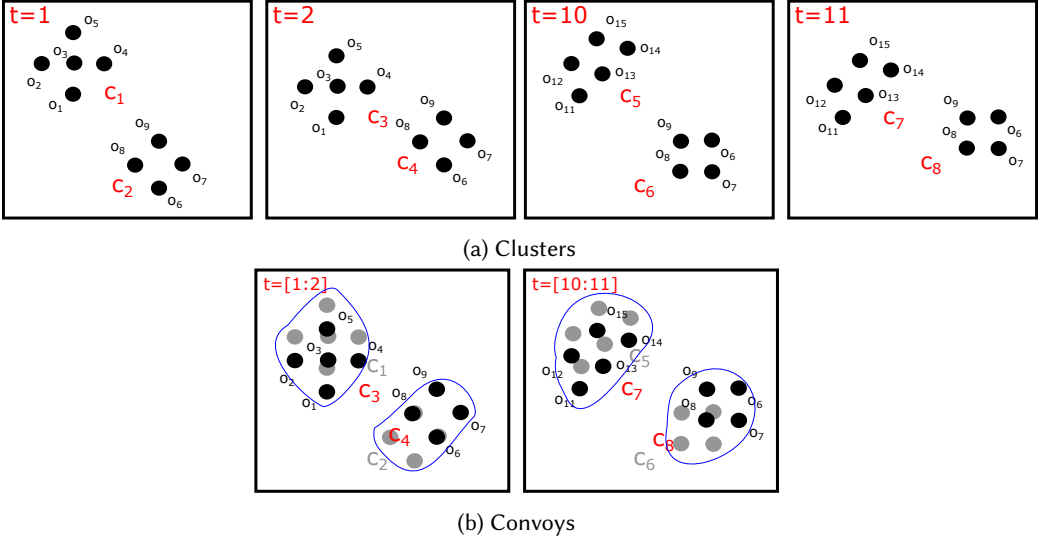 t=1
o5
o3
o4
o2
o1
C1
o9
o8
o7
o6
C2
t=2
o5
o3
o4
o2
o1
C3
o9
o8
o7
o6
C4
t=10
o15
o14
o12
o13
o11
C5
o9
o8
o6
o7
C6
t=11
o15
o14
o12
o13
o11
C7
o9
o8
o6
o7
C8
(a) Clusters
t=[1:2]
o5
o3
o4
o2
o1
C1
C3
o9
o8
o7
o6
C4
C2
t=[10:11]
o15
o14
o12
o13
o11
C5
C7
o9
o8
o6
o7
C8
C6
(b) Convoys